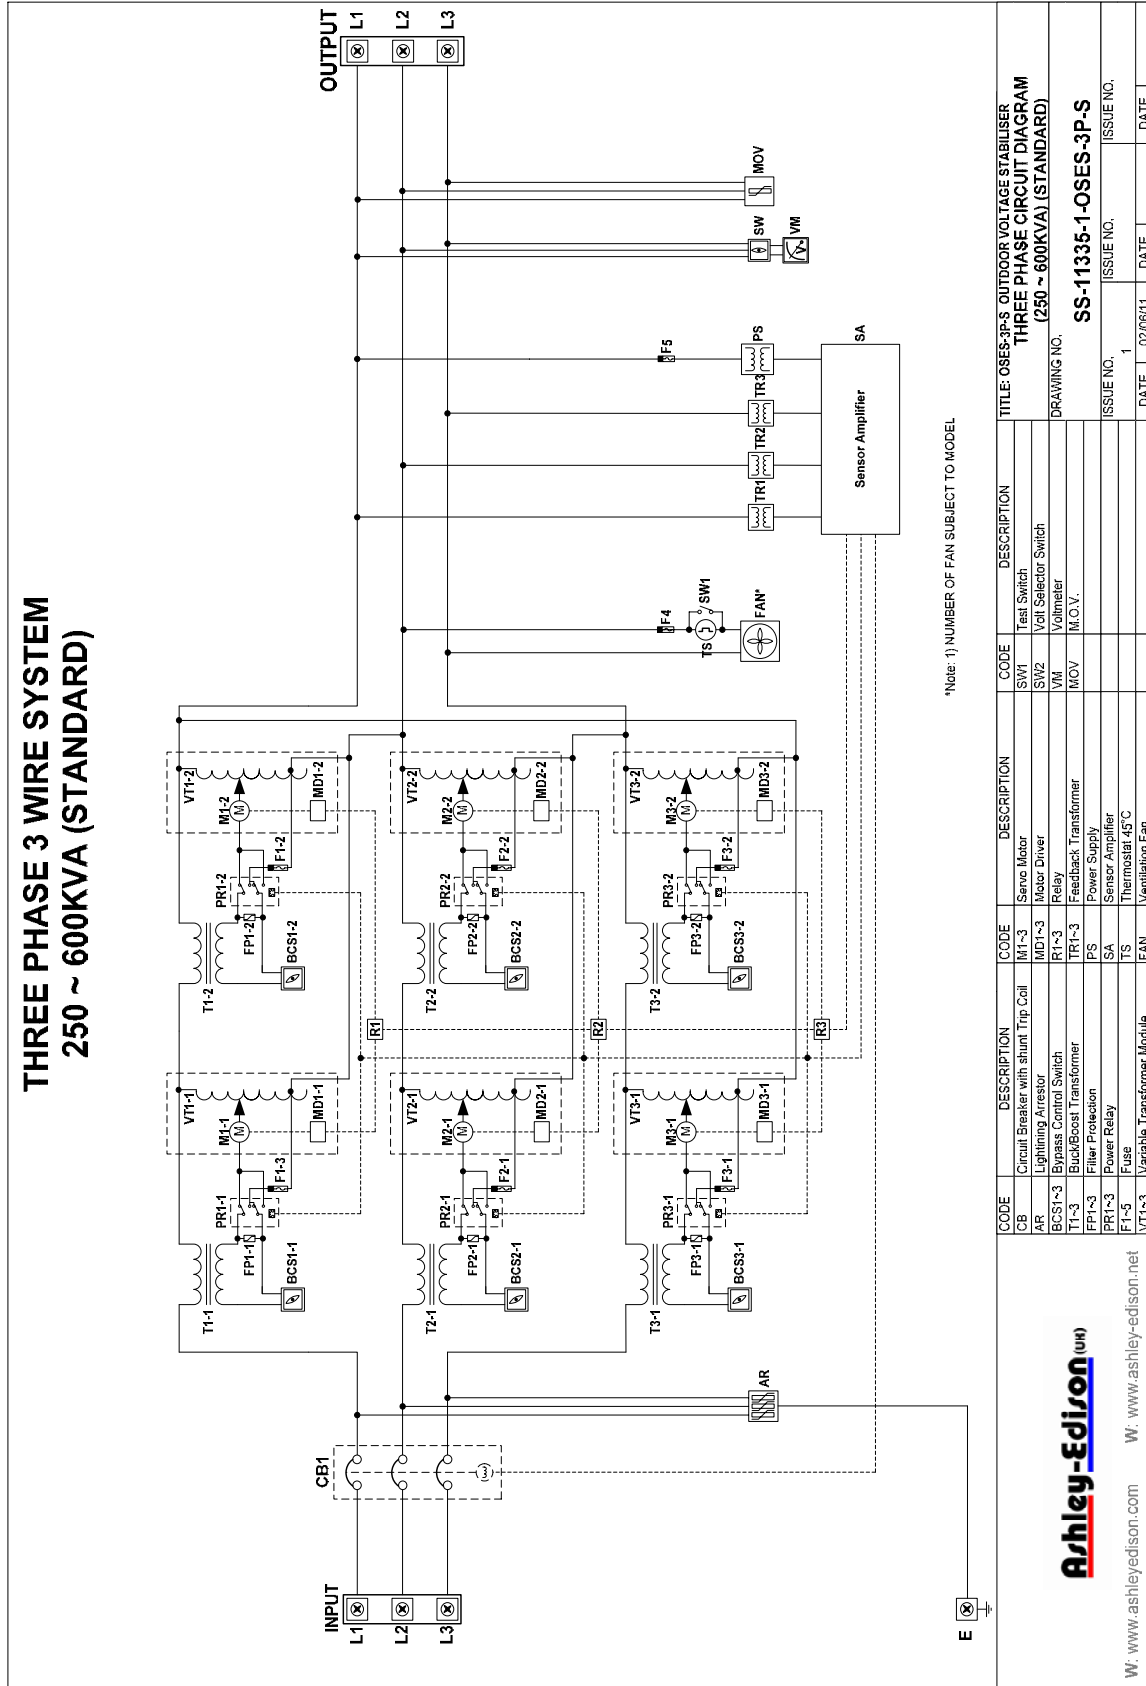 THREE PHASE 3 WIRE SYSTEM
250 ~ 600KVA (STANDARD)
INPUT
L1
L2
L3
CB1
AR
E
T1-1
FP1-1
BCS1-1
PR1-1
F1-3
VT1-1
M1-1
M
MD1-1
T1-2
FP1-2
BCS1-2
PR1-2
F1-2
VT1-2
M1-2
M
MD1-2
R1
T2-1
FP2-1
BCS2-1
PR2-1
F2-1
VT2-1
M2-1
M
MD2-1
T2-2
FP2-2
BCS2-2
PR2-2
F2-2
VT2-2
M2-2
M
MD2-2
R2
T3-1
FP3-1
BCS3-1
PR3-1
F3-1
VT3-1
M3-1
M
MD3-1
T3-2
FP3-2
BCS3-2
PR3-2
F3-2
VT3-2
M3-2
M
MD3-2
R3
F4
TS
SW1
FAN*
TR1
TR2
TR3
F5
PS
SA
Sensor Amplifier
SW
VM
V
MOV
OUTPUT
L1
L2
L3
*Note: 1) NUMBER OF FAN SUBJECT TO MODEL
Ashley-Edison (UK)
W: www.ashleyedison.com W: www.ashley-edison.net
CODE DESCRIPTION CODE DESCRIPTION CODE DESCRIPTION
CB Circuit Breaker with shunt Trip Coil M1~3 Servo Motor SW1 Test Switch
AR Lightining Arrestor MD1~3 Motor Driver SW2 Volt Selector Switch
BCS1~3 Bypass Control Switch R1~3 Relay VM Voltmeter
T1~3 Buck/Boost Transformer TR1~3 Feedback Transformer MOV M.O.V.
FP1~3 Filter Protection PS Power Supply
PR1~3 Power Relay SA Sensor Amplifier
F1~5 Fuse TS Thermostat 45°C
VT1~3 Variable Transformer Module FAN Ventilation Fan
TITLE: OSES-3P-S OUTDOOR VOLTAGE STABILISER
THREE PHASE CIRCUIT DIAGRAM
(250 ~ 600KVA) (STANDARD)
DRAWING NO.
SS-11335-1-OSES-3P-S
ISSUE NO. 1 ISSUE NO. ISSUE NO.
DATE 02/06/11 DATE DATE